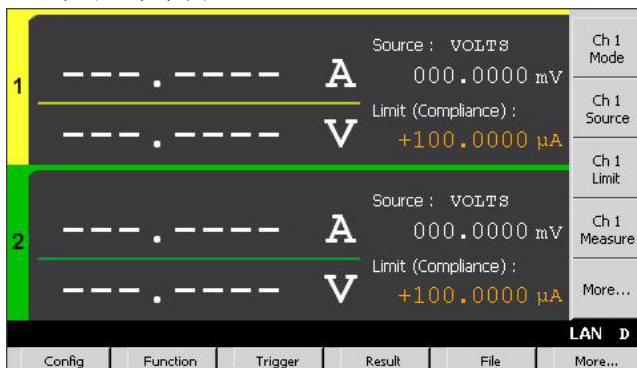 1
---.---- A
---.---- V
Source : VOLTS
000.0000 mV
Limit (Compliance) :
+100.0000 µA
2
---.---- A
---.---- V
Source : VOLTS
000.0000 mV
Limit (Compliance) :
+100.0000 µA
Ch 1
Mode
Ch 1
Source
Ch 1
Limit
Ch 1
Measure
More...
LAN D
Config Function Trigger Result File More...